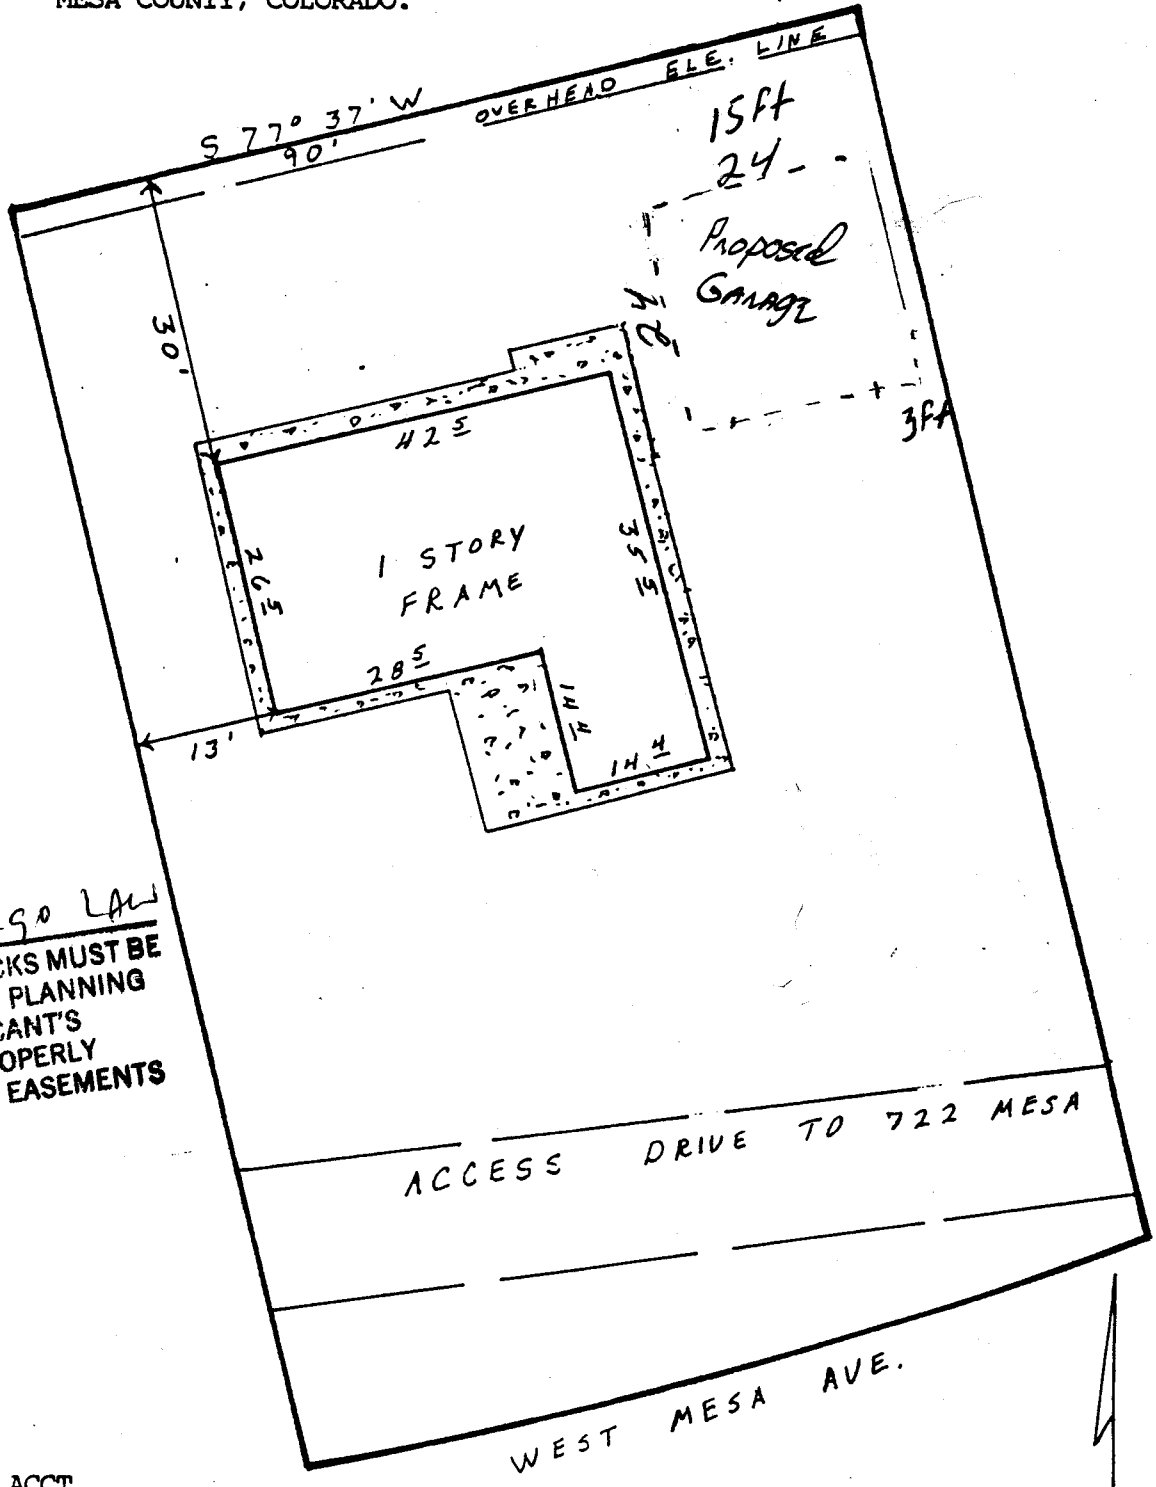 MESA COUNTY, COLORADO.
S 77° 37' W
90'
OVERHEAD ELE. LINE
15ft
24
Proposed
Garage
24
3ft
30'
42 5
26 5
1 STORY
FRAME
35 5
28 5
14 4
14 4
13'
LAW
CKS MUST BE
PLANNING
CANT'S
OPERLY
EASEMENTS
ACCESS DRIVE TO 722 MESA
WEST MESA AVE.
ACCT